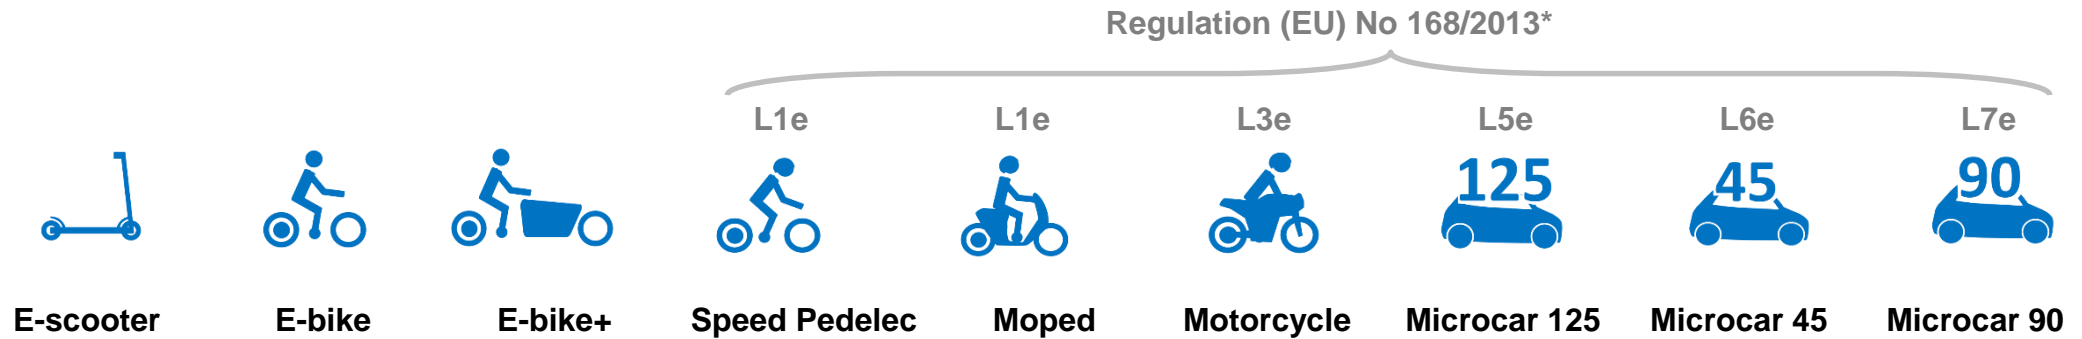 Regulation (EU) No 168/2013*
L1e L1e L3e L5e L6e L7e
125 45 90
E-scooter E-bike E-bike+ Speed Pedelec Moped Motorcycle Microcar 125 Microcar 45 Microcar 90